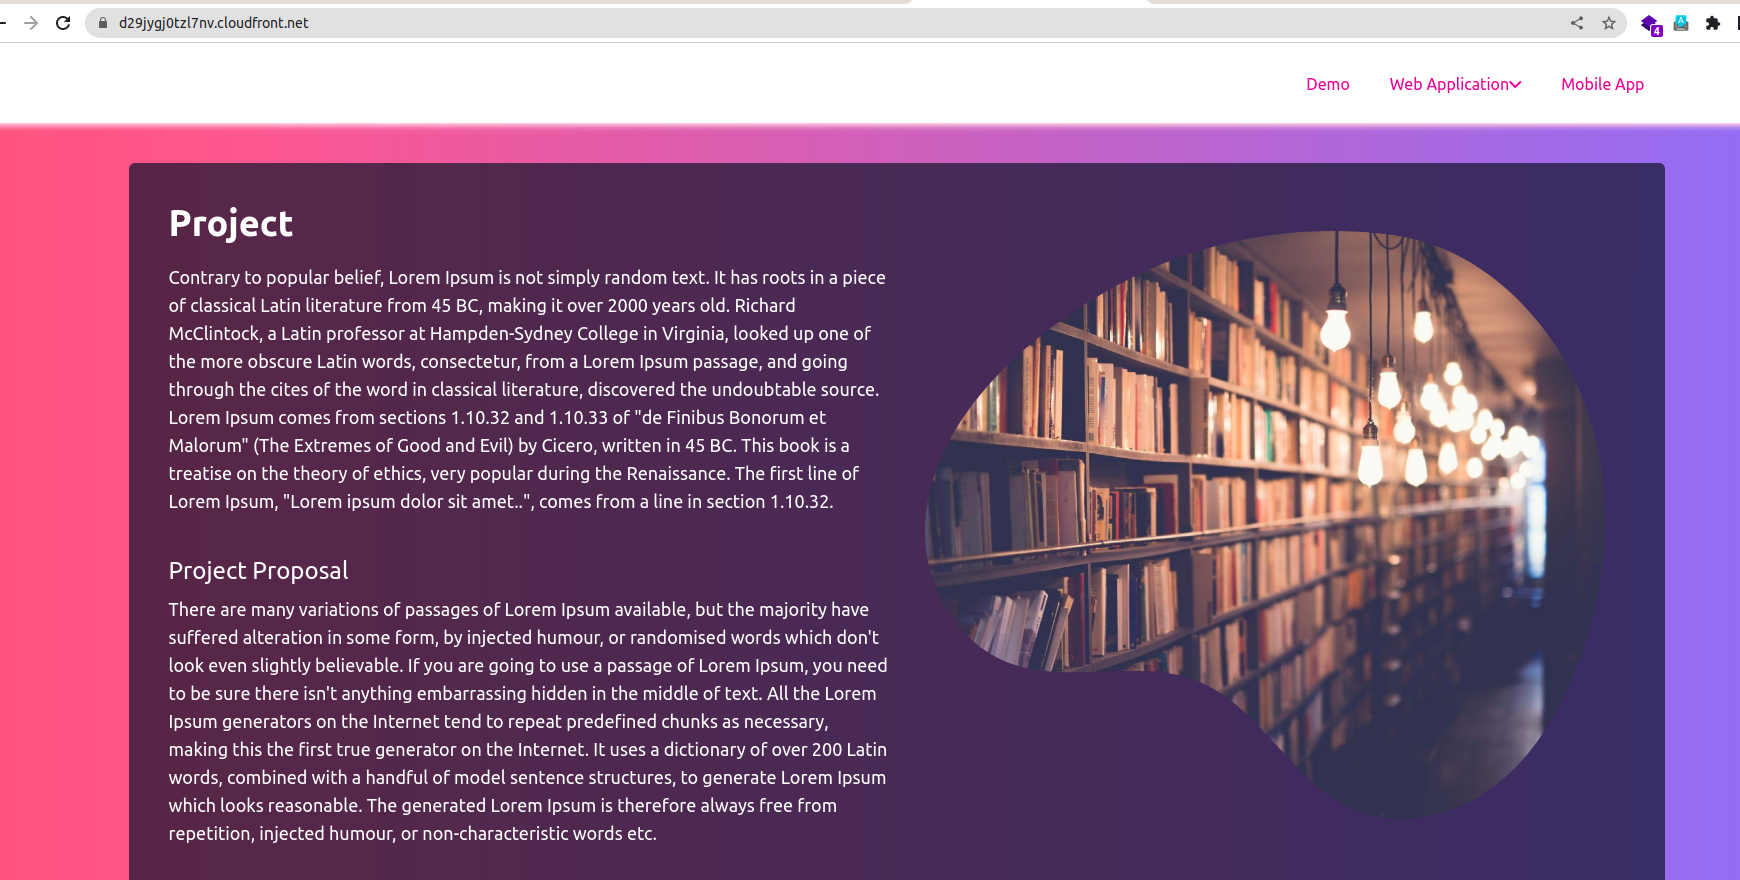 d29jygj0tzl7nv.cloudfront.net
4
Demo
Web Application
Mobile App
Project
Contrary to popular belief, Lorem Ipsum is not simply random text. It has roots in a piece
of classical Latin literature from 45 BC, making it over 2000 years old. Richard
McClintock, a Latin professor at Hampden-Sydney College in Virginia, looked up one of
the more obscure Latin words, consectetur, from a Lorem Ipsum passage, and going
through the cites of the word in classical literature, discovered the undoubtable source.
Lorem Ipsum comes from sections 1.10.32 and 1.10.33 of "de Finibus Bonorum et
Malorum" (The Extremes of Good and Evil) by Cicero, written in 45 BC. This book is a
treatise on the theory of ethics, very popular during the Renaissance. The first line of
Lorem Ipsum, "Lorem ipsum dolor sit amet..", comes from a line in section 1.10.32.
Project Proposal
There are many variations of passages of Lorem Ipsum available, but the majority have
suffered alteration in some form, by injected humour, or randomised words which don't
look even slightly believable. If you are going to use a passage of Lorem Ipsum, you need
to be sure there isn't anything embarrassing hidden in the middle of text. All the Lorem
Ipsum generators on the Internet tend to repeat predefined chunks as necessary,
making this the first true generator on the Internet. It uses a dictionary of over 200 Latin
words, combined with a handful of model sentence structures, to generate Lorem Ipsum
which looks reasonable. The generated Lorem Ipsum is therefore always free from
repetition, injected humour, or non-characteristic words etc.